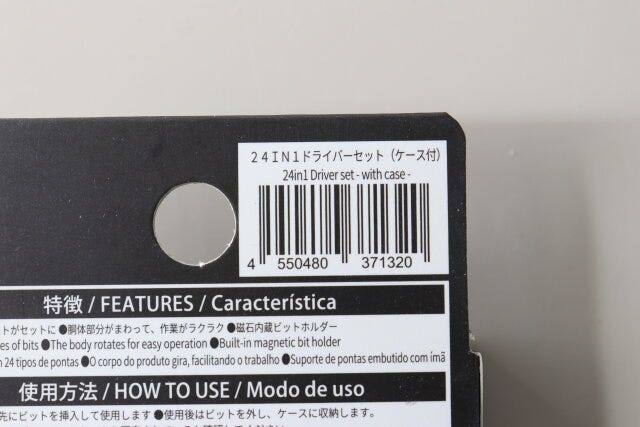 ２４ＩＮ１ドライバーセット（ケース付）
24in1 Driver set - with case -
4 550480 371320
特徴 / FEATURES / Característica
トがセットに ●胴体部分がまわって、作業がラクラク ●磁石内蔵ビットホルダー
es of bits ●The body rotates for easy operation ●Built-in magnetic bit holder
24 tipos de pontas ●O corpo do produto gira, facilitando o trabalho ●Suporte de pontas embutido com ímã
使用方法 / HOW TO USE / Modo de uso
先にビットを挿入して使用します ●使用後はビットを外し、ケースに収納します。